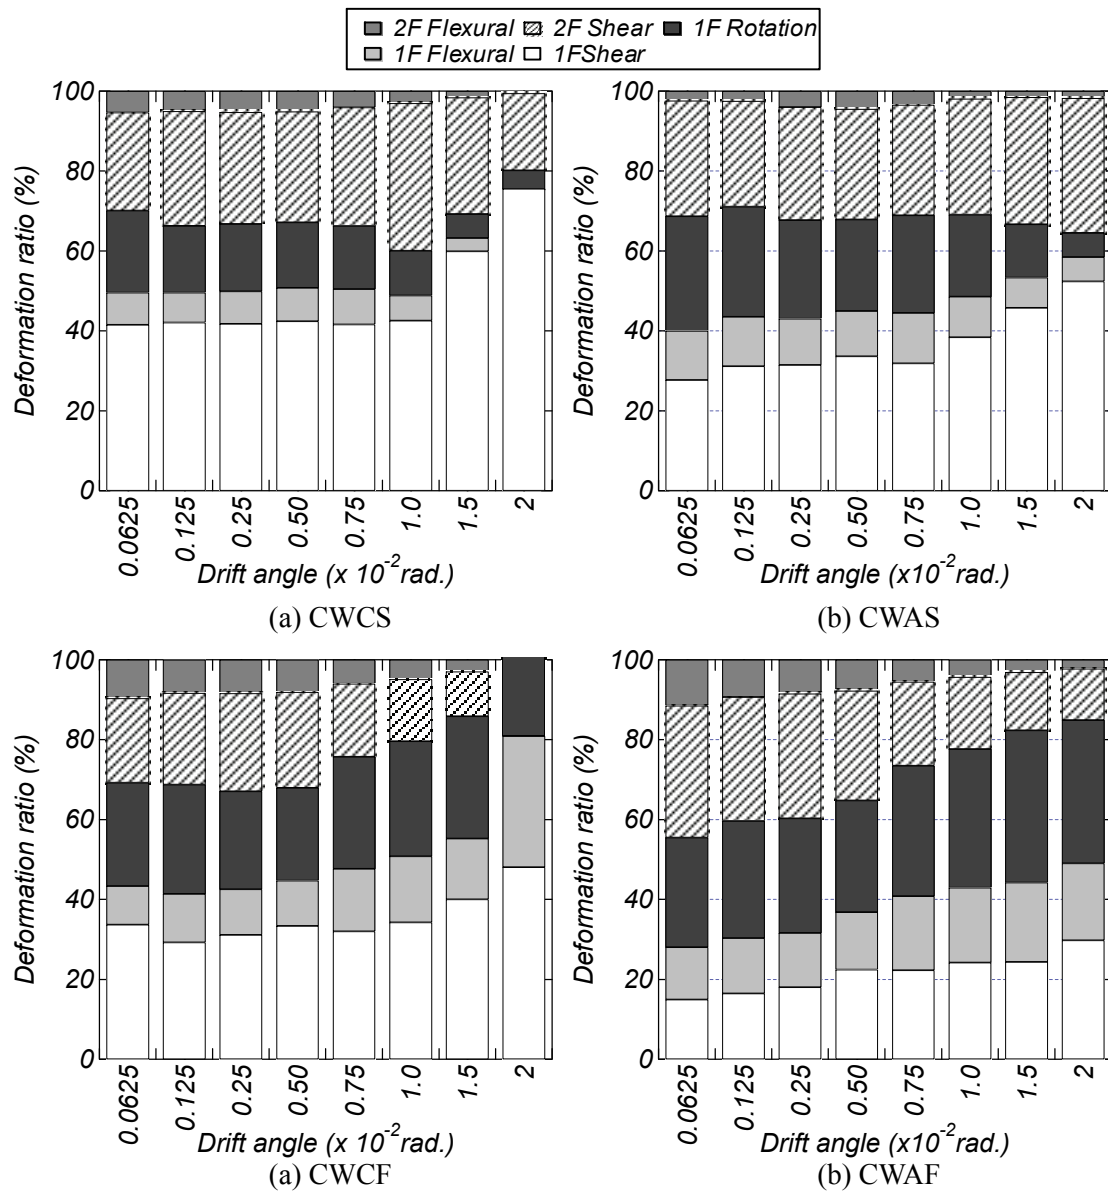 2F Flexural 2F Shear 1F Rotation
1F Flexural 1FShear
Deformation ratio (%)
100
80
60
40
20
0
0.0625 0.125 0.25 0.50 0.75 1.0 1.5 2
Drift angle (x 10-2rad.)
(a) CWCS
Deformation ratio (%)
100
80
60
40
20
0
0.0625 0.125 0.25 0.50 0.75 1.0 1.5 2
Drift angle (x10-2rad.)
(b) CWAS
Deformation ratio (%)
100
80
60
40
20
0
0.0625 0.125 0.25 0.50 0.75 1.0 1.5 2
Drift angle (x 10-2rad.)
(a) CWCF
Deformation ratio (%)
100
80
60
40
20
0
0.0625 0.125 0.25 0.50 0.75 1.0 1.5 2
Drift angle (x10-2rad.)
(b) CWAF